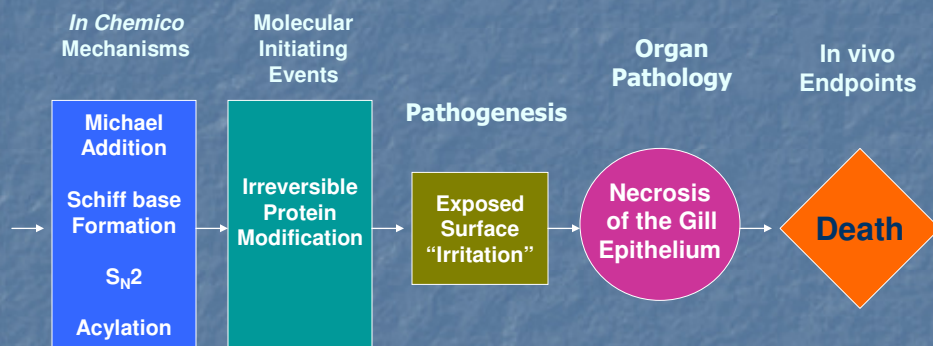 In Chemico
Mechanisms
Molecular
Initiating
Events
Pathogenesis
Organ
Pathology
In vivo
Endpoints
Michael
Addition
Schiff base
Formation
SN2
Acylation
Irreversible
Protein
Modification
Exposed
Surface
“Irritation”
Necrosis
of the Gill
Epithelium
Death